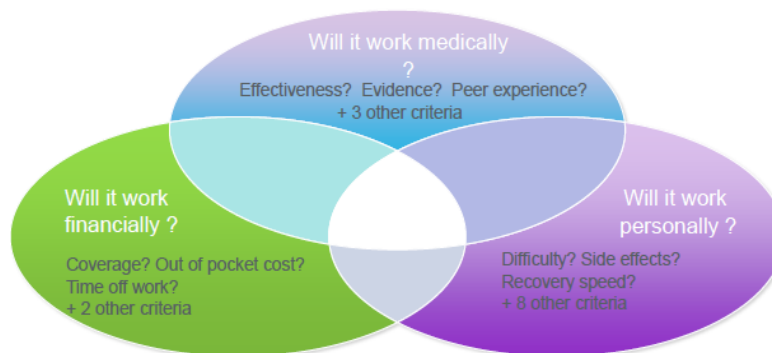 Will it work medically
?
Effectiveness? Evidence? Peer experience?
+ 3 other criteria
Will it work
financially ?
Coverage? Out of pocket cost?
Time off work?
+ 2 other criteria
Will it work
personally ?
Difficulty? Side effects?
Recovery speed?
+ 8 other criteria